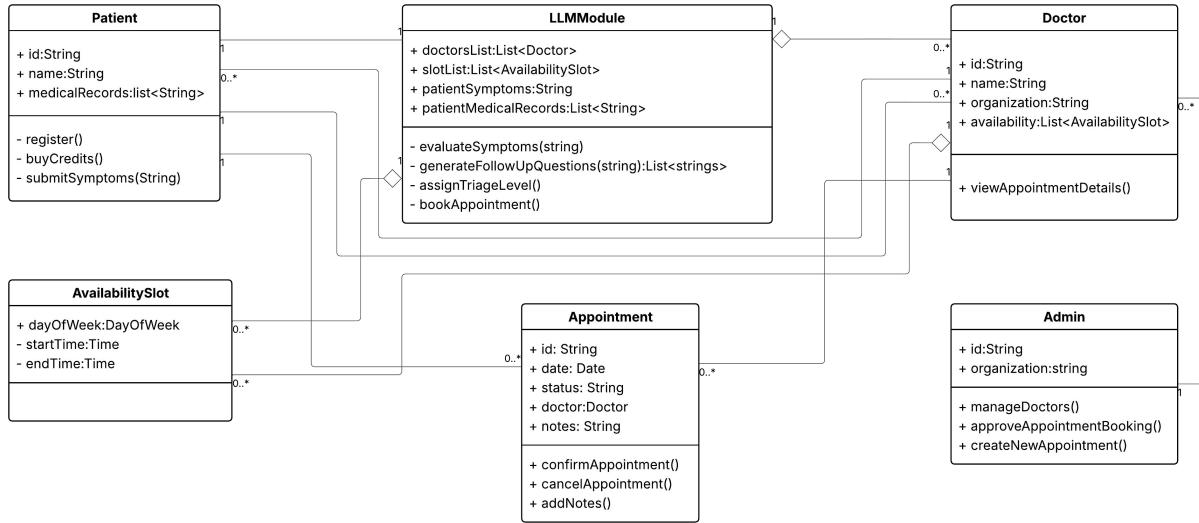 Patient
+ id:String
+ name:String
+ medicalRecords:list<String>
- register()
- buyCredits()
- submitSymptoms(String)
1
0..*
1
1
LLMModule
+ doctorsList:List<Doctor>
+ slotList:List<AvailabilitySlot>
+ patientSymptoms:String
+ patientMedicalRecords:List<String>
- evaluateSymptoms(string)
- generateFollowUpQuestions(string):List<strings>
- assignTriageLevel()
- bookAppointment()
1
1
1
Doctor
+ id:String
+ name:String
+ organization:String
+ availability:List<AvailabilitySlot>
+ viewAppointmentDetails()
0..*
1
0..*
1
1
0..*
AvailabilitySlot
+ dayOfWeek:DayOfWeek
- startTime:Time
- endTime:Time
0..*
0..*
Appointment
+ id: String
+ date: Date
+ status: String
+ doctor:Doctor
+ notes: String
+ confirmAppointment()
+ cancelAppointment()
+ addNotes()
0..*
0..*
Admin
+ id:String
+ organization:string
+ manageDoctors()
+ approveAppointmentBooking()
+ createNewAppointment()
1